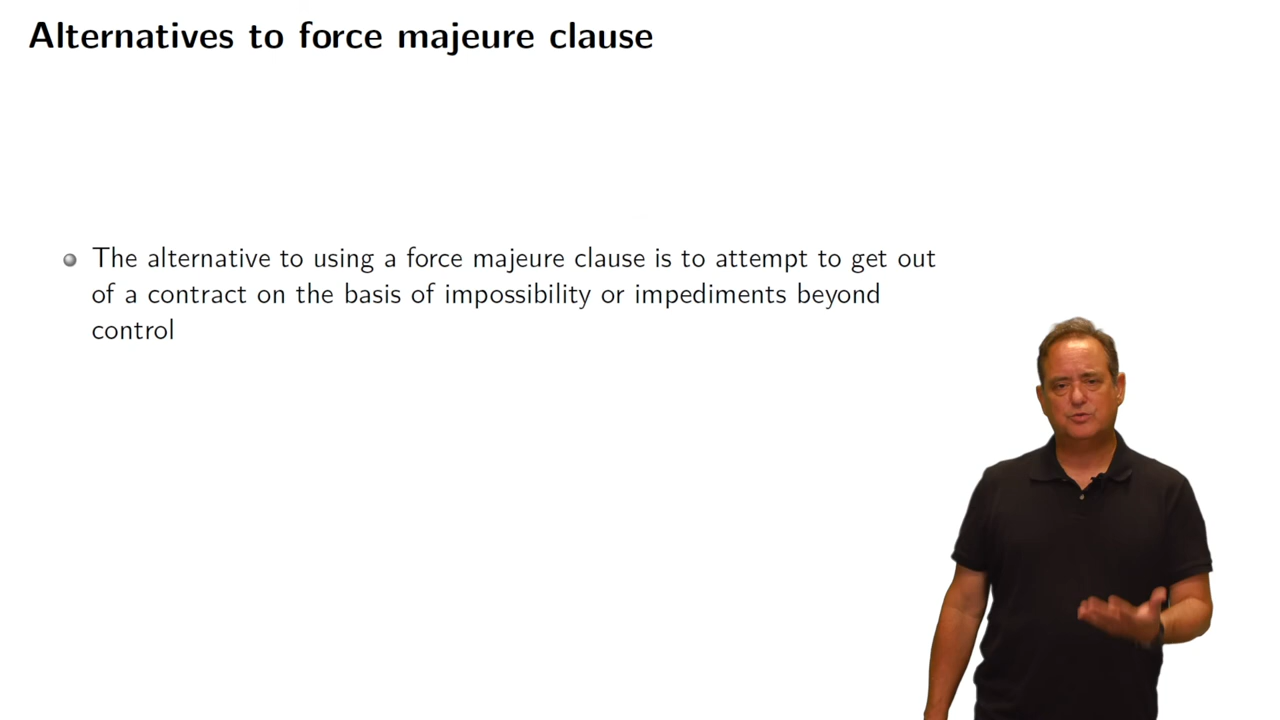 Alternatives to force majeure clause
The alternative to using a force majeure clause is to attempt to get out
of a contract on the basis of impossibility or impediments beyond
control